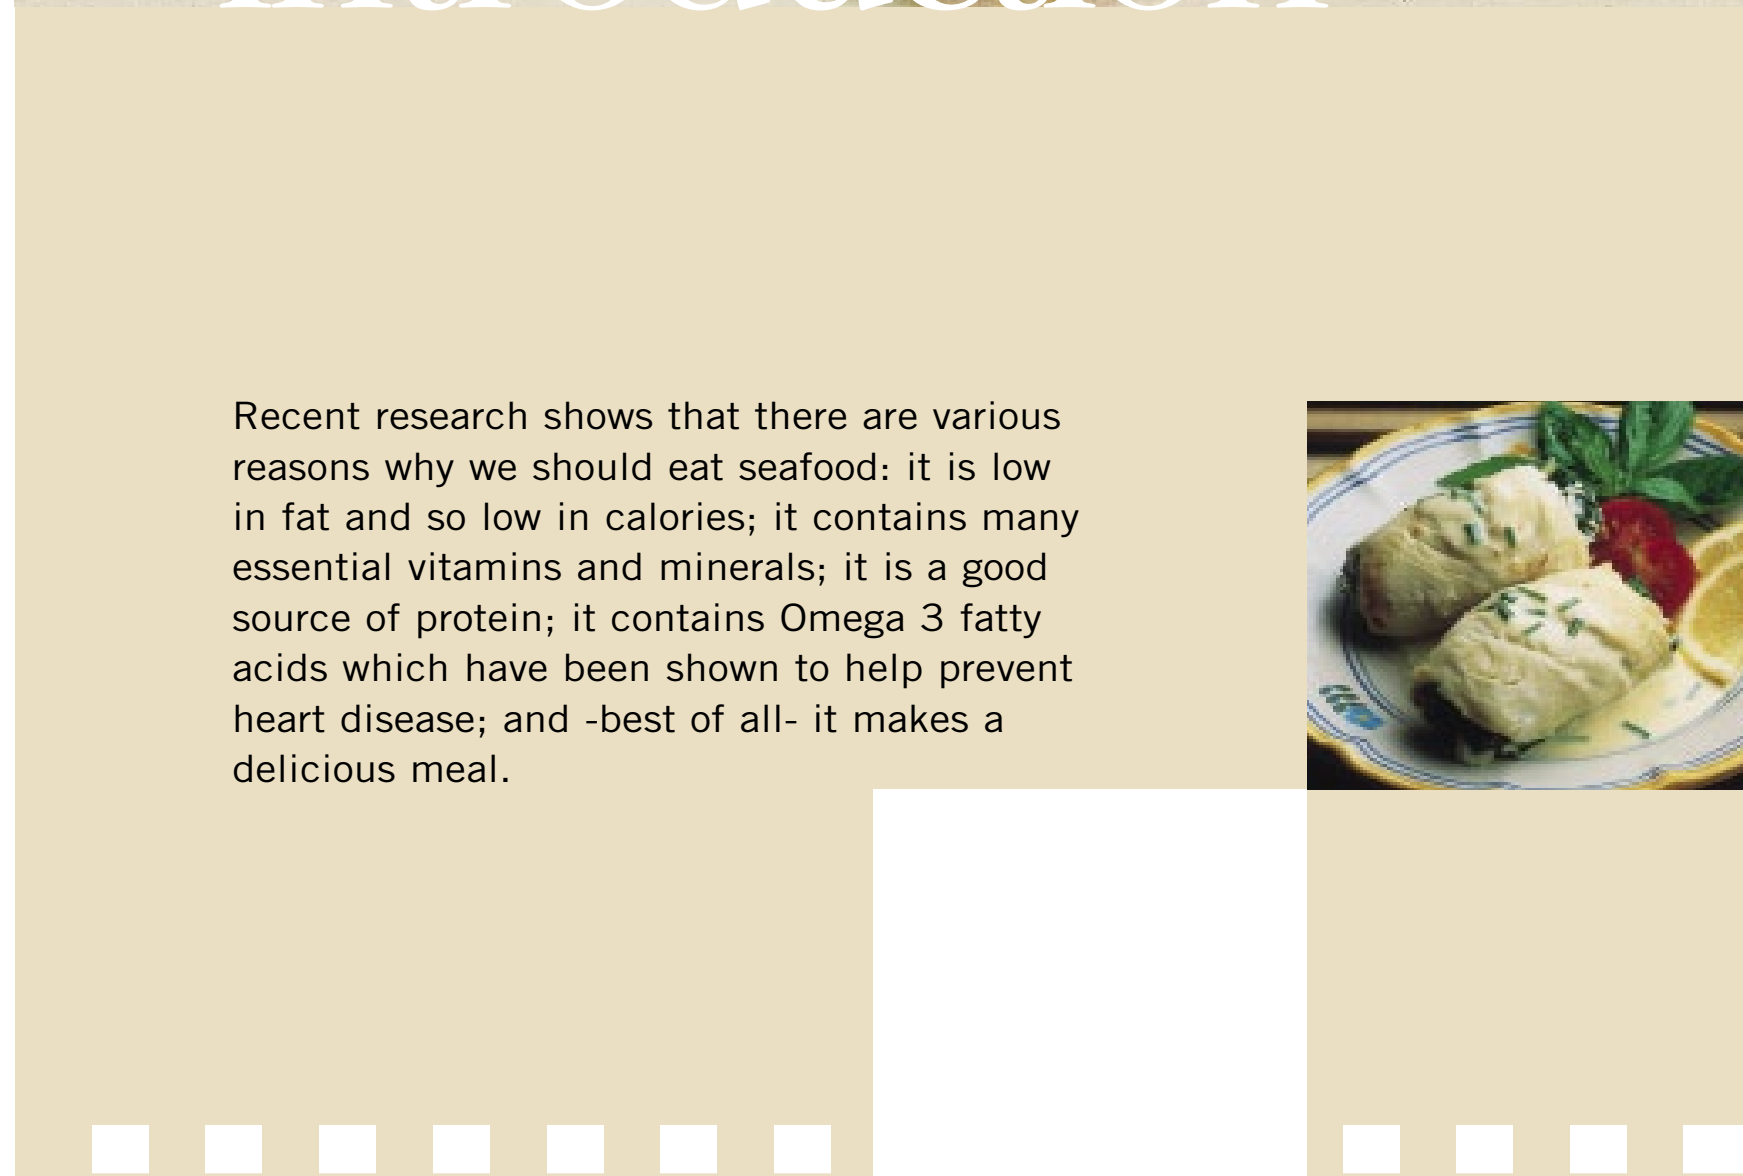 Introduction
Recent research shows that there are various
reasons why we should eat seafood: it is low
in fat and so low in calories; it contains many
essential vitamins and minerals; it is a good
source of protein; it contains Omega 3 fatty
acids which have been shown to help prevent
heart disease; and -best of all- it makes a
delicious meal.